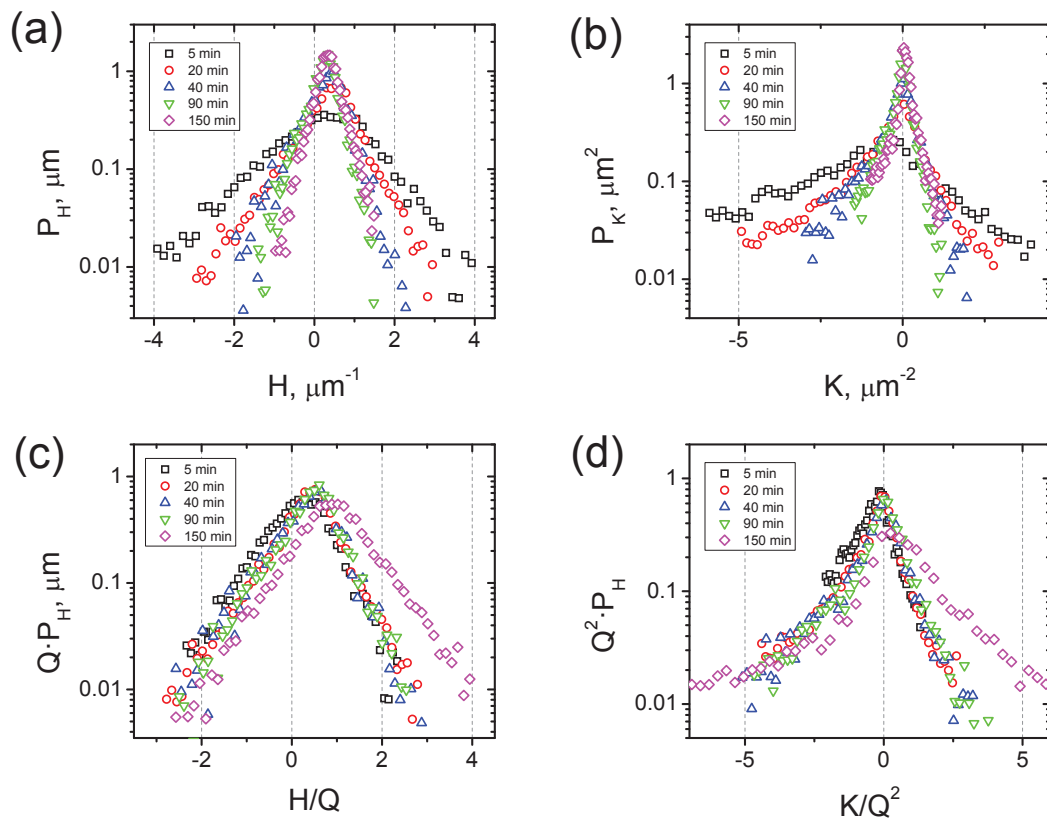 (a)
5 min
20 min
40 min
90 min
150 min
1
0.1
0.01
P_H, μm
-4 -2 0 2 4
H, μm⁻¹
(b)
5 min
20 min
40 min
90 min
150 min
1
0.1
0.01
P_K, μm²
-5 0 5
K, μm⁻²
(c)
5 min
20 min
40 min
90 min
150 min
1
0.1
0.01
Q·P_H, μm
-2 0 2 4
H/Q
(d)
5 min
20 min
40 min
90 min
150 min
1
0.1
0.01
Q²·P_H
-5 0 5
K/Q²